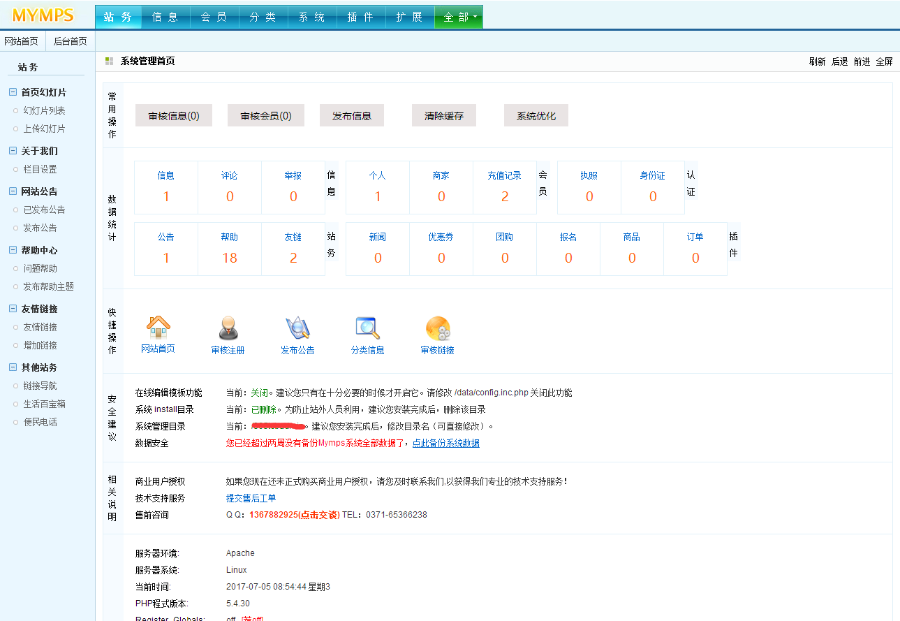 MYMPS 站 务 信 息 会 员 分 类 系 统 插 件 扩 展 全 部
网站首页 后台首页
站 务
系统管理首页 刷新 后退 前进 全屏
首页幻灯片
幻灯片列表
上传幻灯片
关于我们
栏目设置
网站公告
已发布公告
发布公告
帮助中心
问题帮助
发布帮助主题
友情链接
友情链接
增加链接
其他站务
链接导航
生活百宝箱
便民电话
常用操作
审核信息(0) 审核会员(0) 发布信息 清除缓存 系统优化
数据统计
信息 评论 举报 信息 个人 商家 充值记录 会员 执照 身份证 认证
1 0 0 1 0 2 0 0
公告 帮助 友链 站务 新闻 优惠券 团购 报名 商品 订单 插件
1 18 2 0 0 0 0 0 0
快捷操作
网站首页 审核注册 发布公告 分类信息 审核链接
安全建议
在线编辑模板功能 当前：关闭。建议您只有在十分必要的时候才开启它。请修改 /data/config.inc.php 关闭此功能
系统 install目录 当前：已删除。为防止站外人员利用，建议您安装完成后，删除该目录
系统管理目录 当前： 。建议您安装完成后，修改目录名（可直接修改）。
数据安全 您已经超过两周没有备份Mymps系统全部数据了，点此备份系统数据
相关说明
商业用户授权 如果您现在还未正式购买商业用户授权，请您及时联系我们,以获得我们专业的技术支持服务！
技术支持服务 提交售后工单
售前咨询 Q Q：1367882925(点击交谈) TEL：0371-65366238
服务器环境: Apache
服务器系统: Linux
当前时间: 2017-07-05 08:54:44 星期3
PHP程式版本: 5.4.30
Register_Globals: off